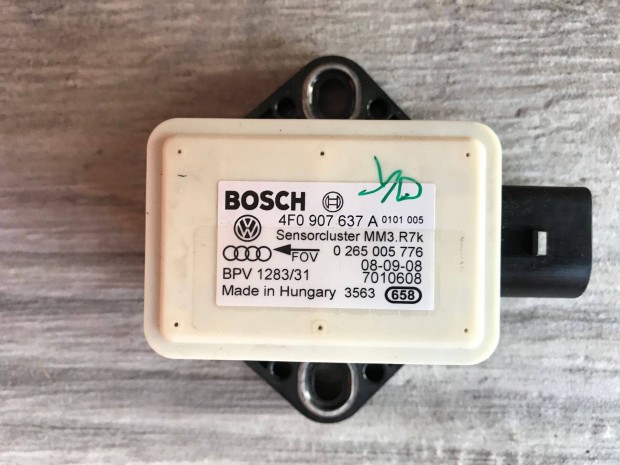 BOSCH
4F0 907 637 A 0101 005
Sensorcluster MM3.R7k
FOV 0 265 005 776
BPV 1283/31 08-09-08
7010608
Made in Hungary 3563 658